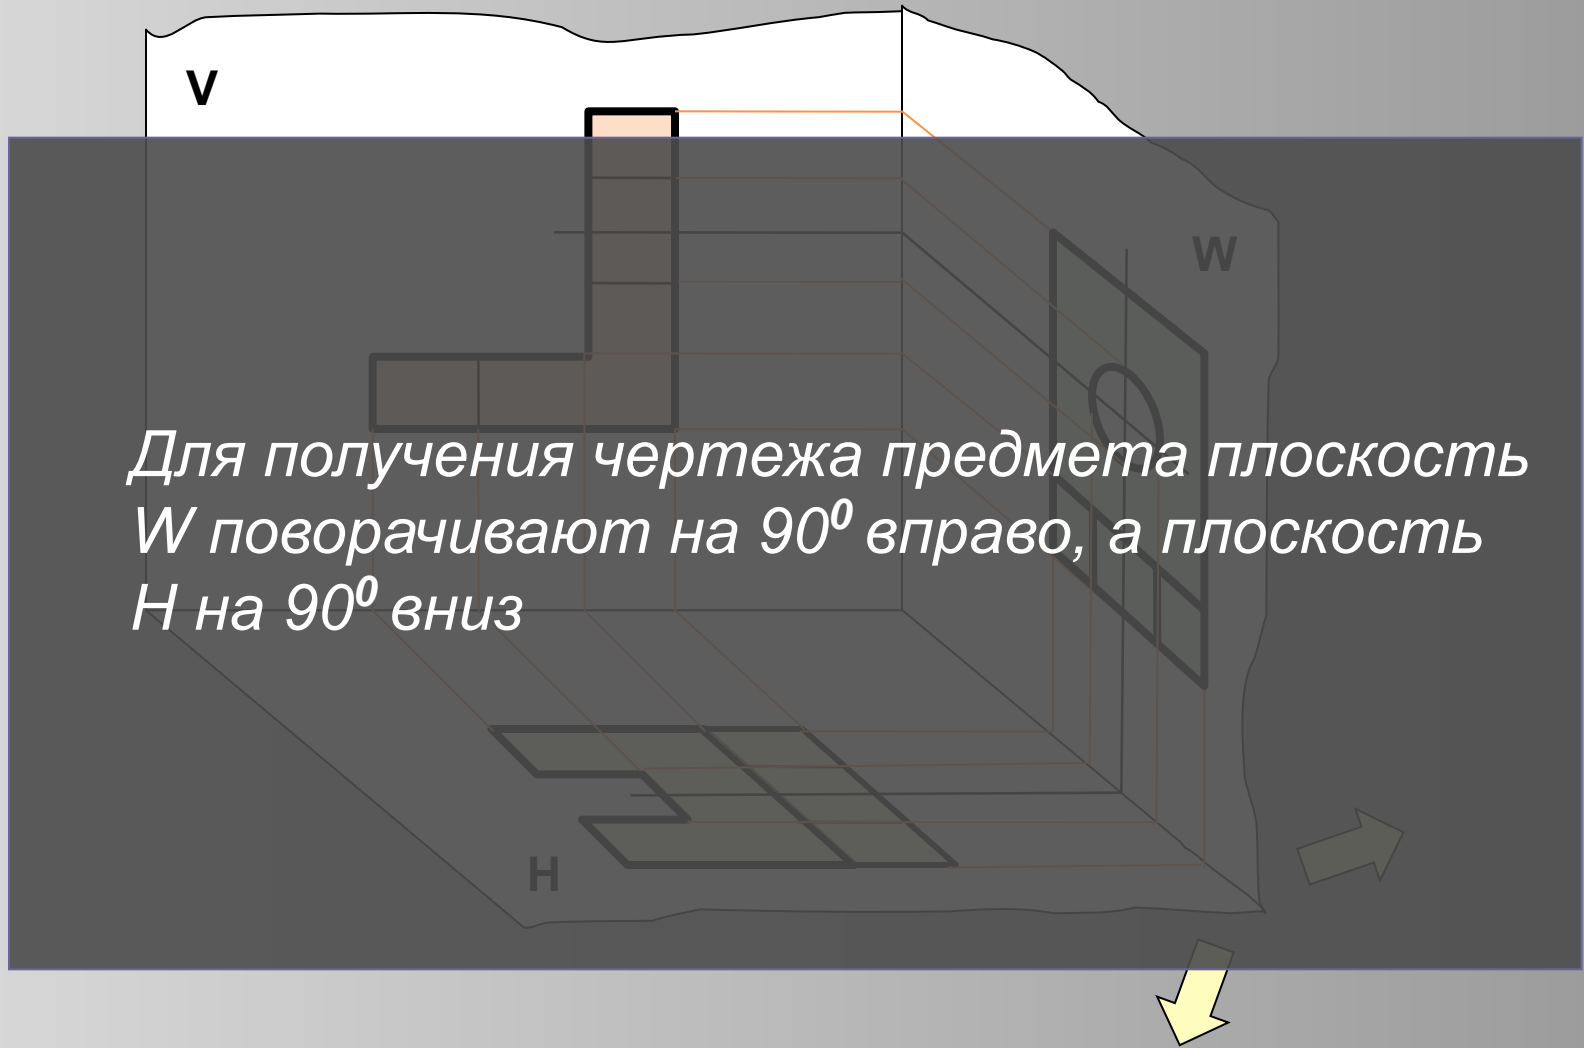 V
W
Для получения чертежа предмета плоскость
W поворачивают на 90⁰ вправо, а плоскость
Н на 90⁰ вниз
H